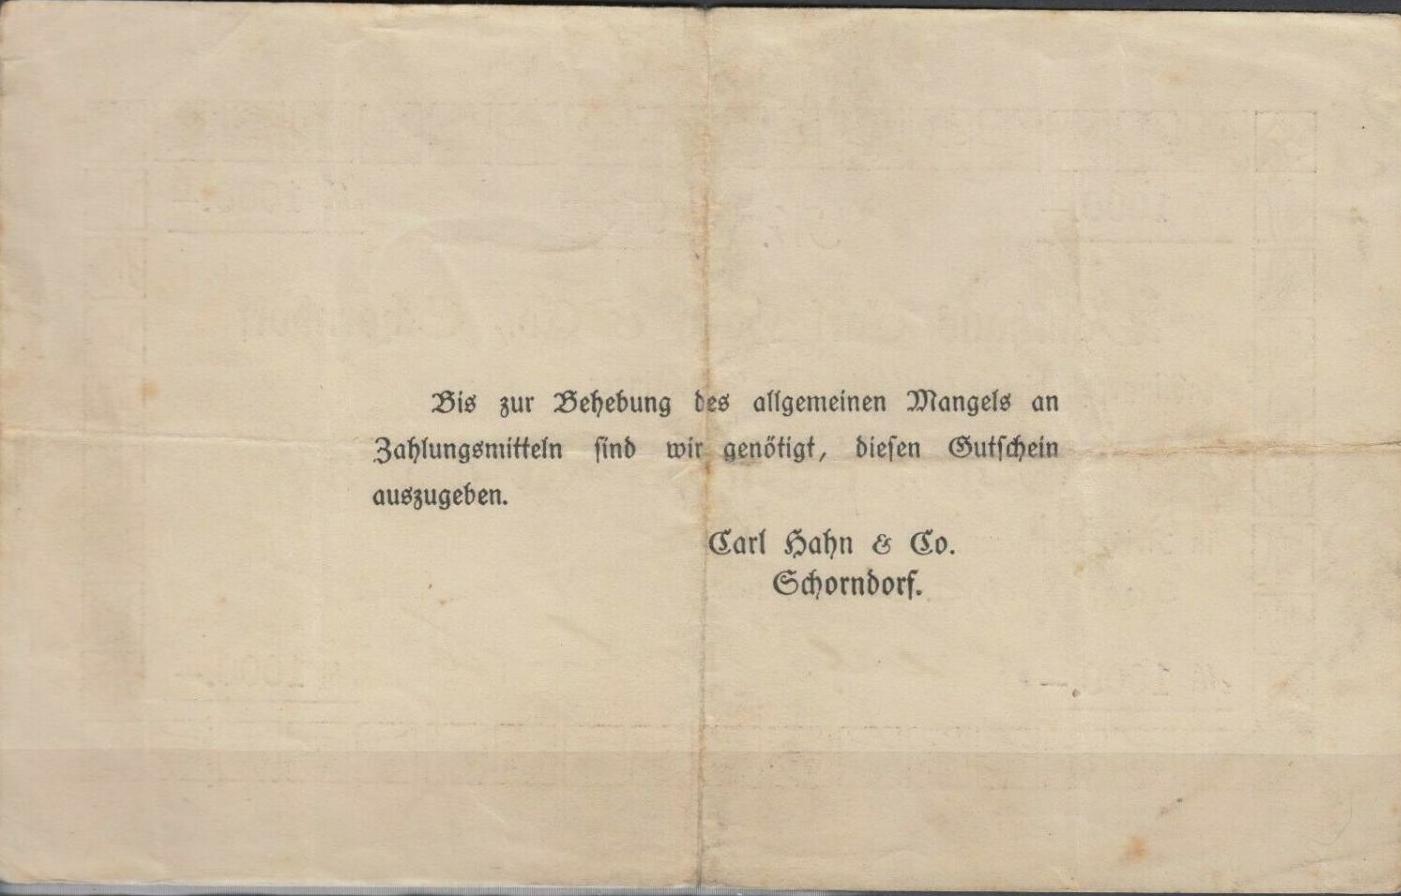 Bis zur Behebung des allgemeinen Mangels an
Zahlungsmitteln sind wir genötigt, diesen Gutschein
auszugeben.
Carl Hahn & Co.
Schorndorf.